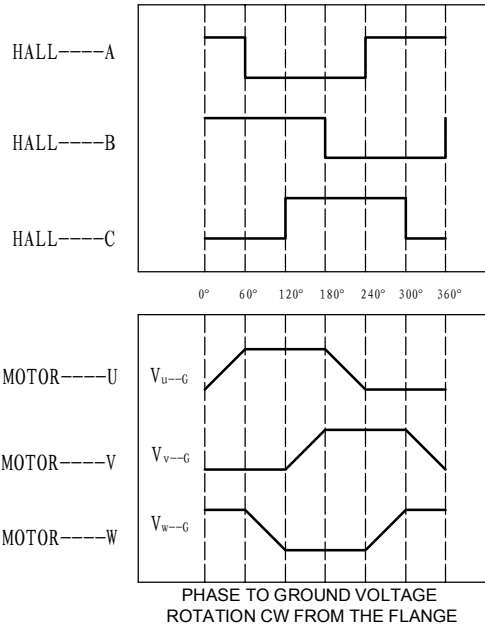 HALL----A
HALL----B
HALL----C
0° 60° 120° 180° 240° 300° 360°
MOTOR----U Vu--G
MOTOR----V Vv--G
MOTOR----W Vw--G
PHASE TO GROUND VOLTAGE
ROTATION CW FROM THE FLANGE